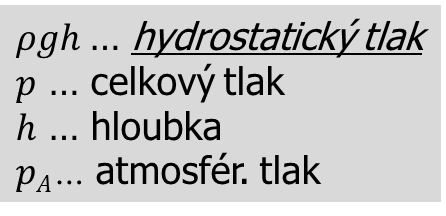 ρgh ... hydrostatický tlak
p ... celkový tlak
h ... hloubka
p_A... atmosfér. tlak